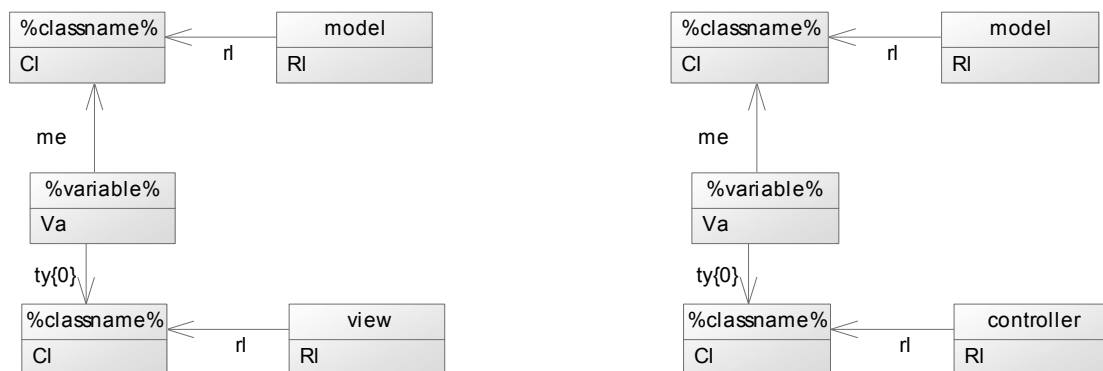 %classname%
Cl
model
Rl
rl
me
%variable%
Va
ty{0}
%classname%
Cl
view
Rl
rl
%classname%
Cl
model
Rl
rl
me
%variable%
Va
ty{0}
%classname%
Cl
controller
Rl
rl